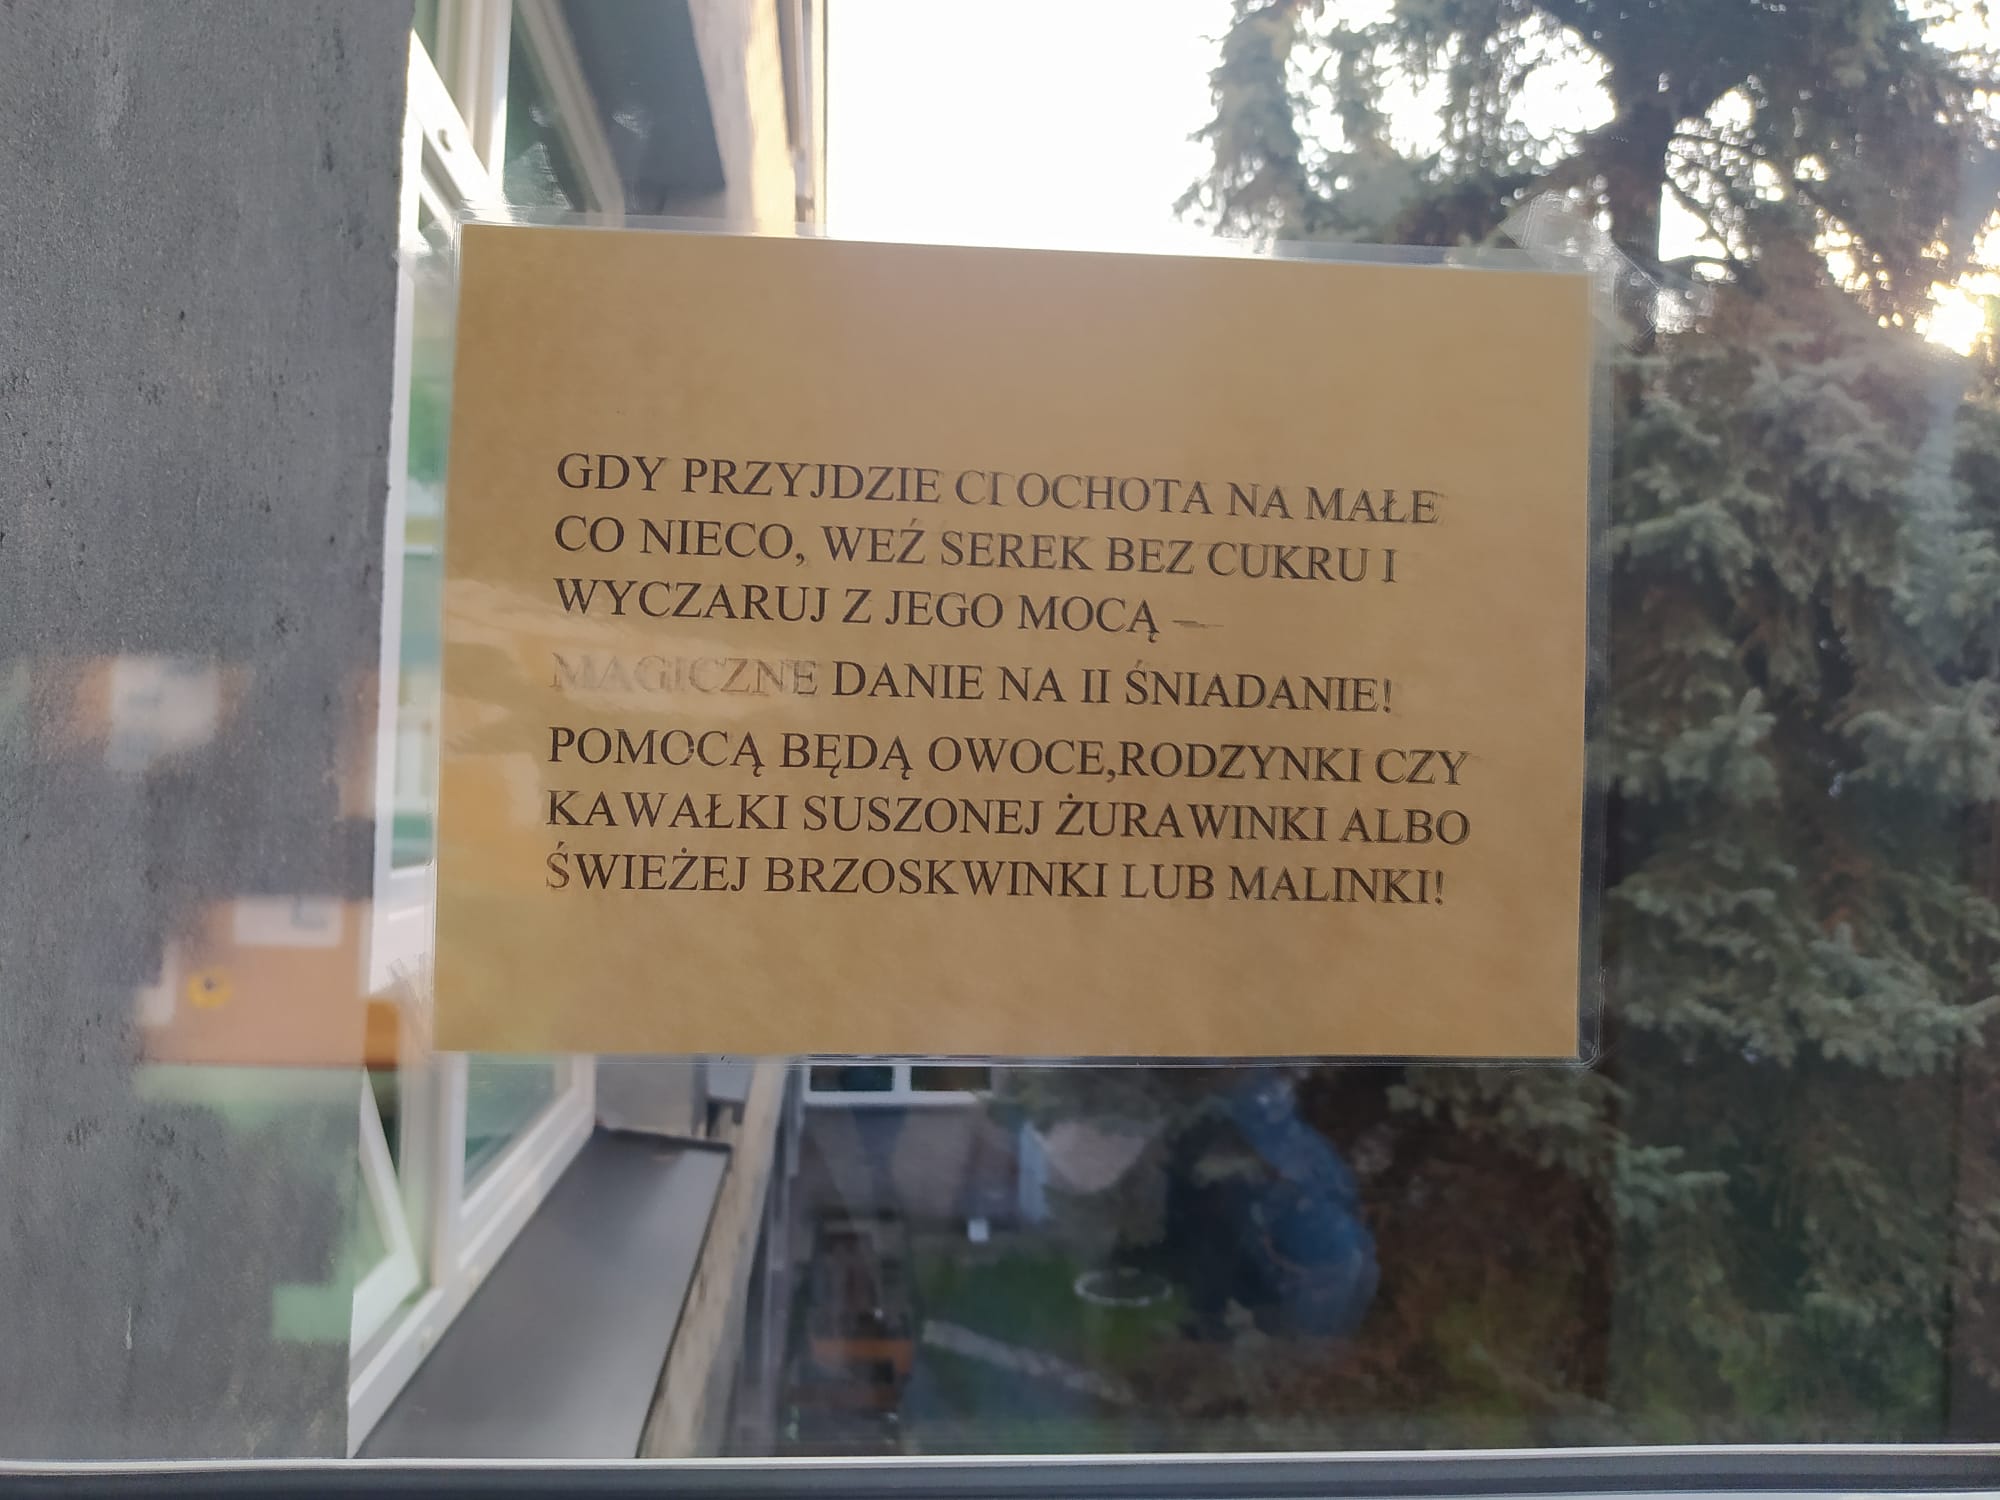 GDY PRZYJDZIE CI OCHOTA NA MAŁE
CO NIECO, WEŹ SEREK BEZ CUKRU I
WYCZARUJ Z JEGO MOCĄ –
MAGICZNE DANIE NA II ŚNIADANIE!
POMOCĄ BĘDĄ OWOCE,RODZYNKI CZY
KAWAŁKI SUSZONEJ ŻURAWINKI ALBO
ŚWIEŻEJ BRZOSKWINKI LUB MALINKI!